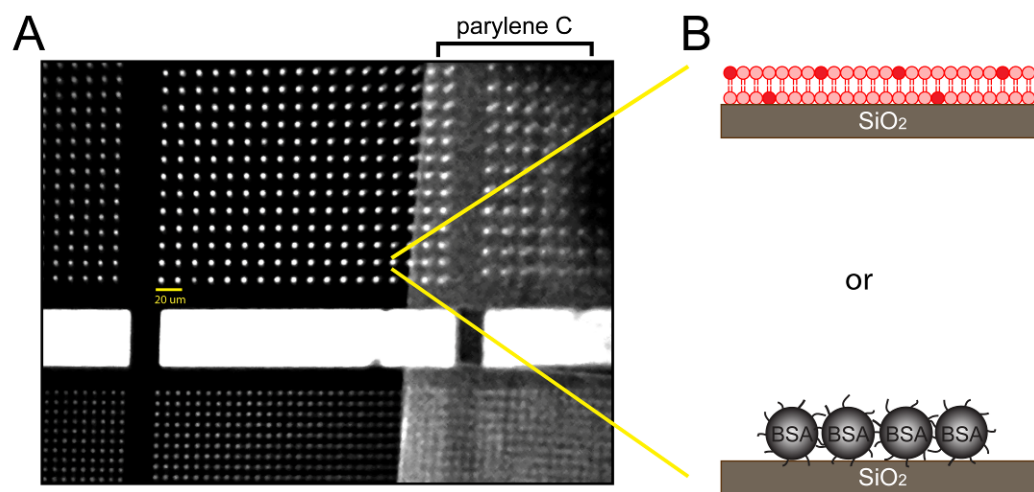 A
parylene C
B
20 um
SiO₂
or
BSA BSA BSA BSA
SiO₂